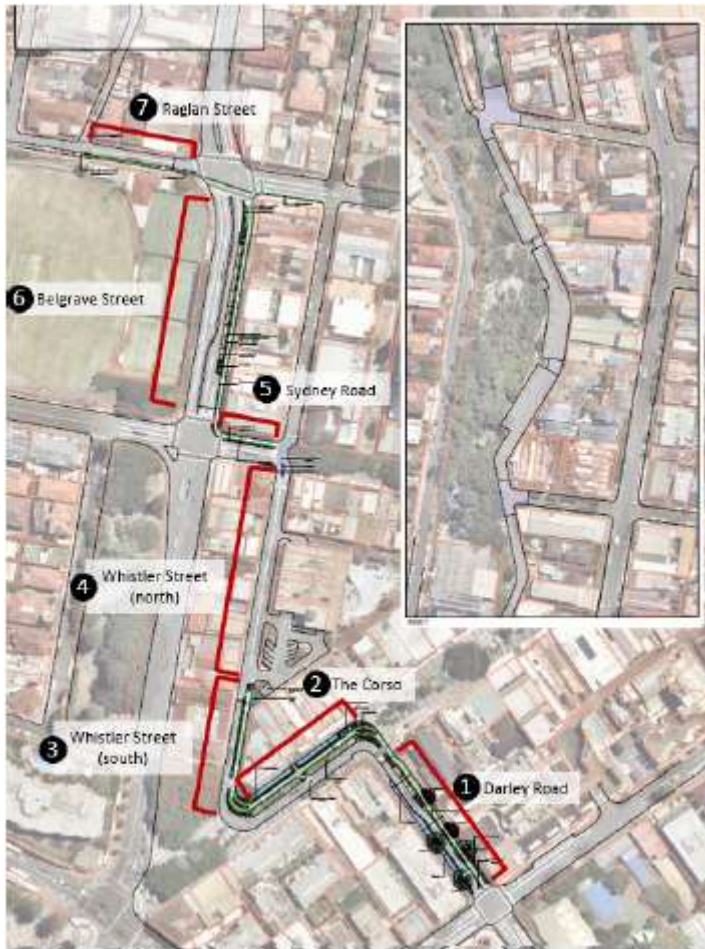 7 Raglan Street
6 Belgrave Street
5 Sydney Road
4 Whistler Street
(north)
2 The Corso
3 Whistler Street
(south)
1 Darley Road